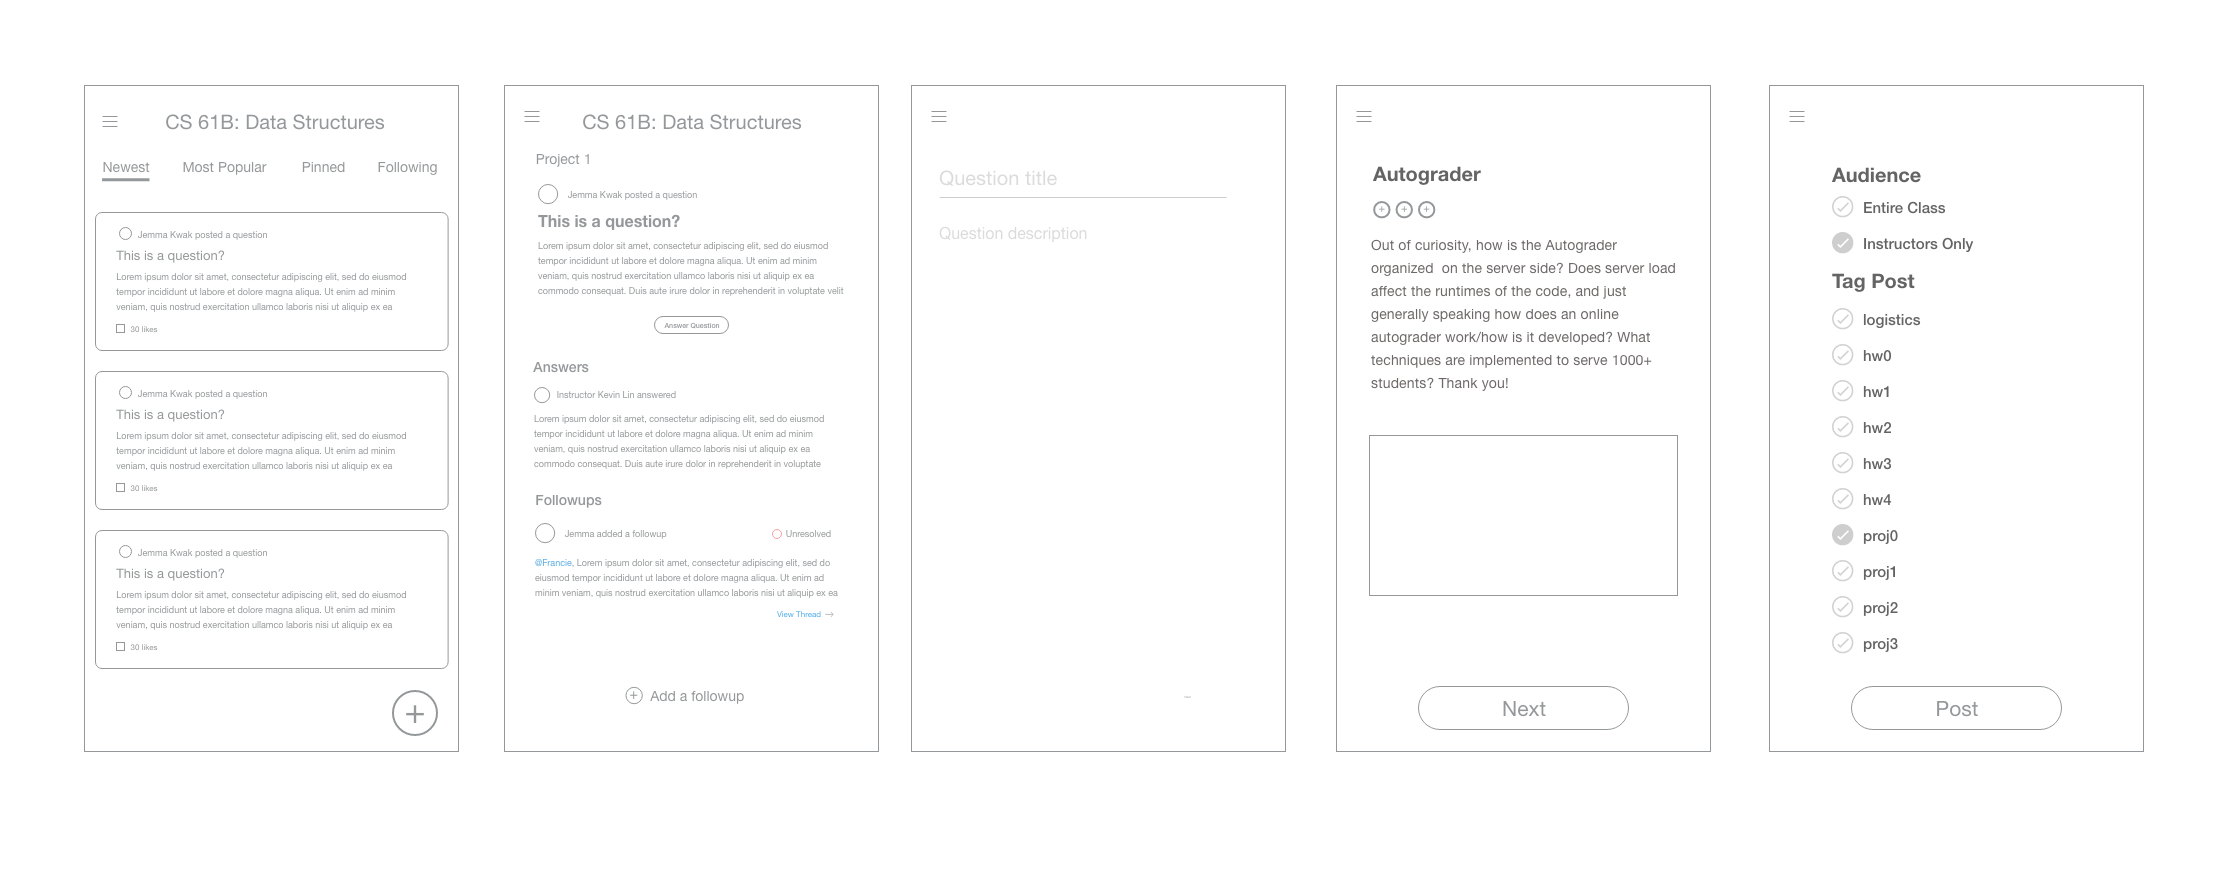 CS 61B: Data Structures
Newest
Most Popular
Pinned
Following
Jemma Kwak posted a question
This is a question?
Lorem ipsum dolor sit amet, consectetur adipiscing elit, sed do eiusmod
tempor incididunt ut labore et dolore magna aliqua. Ut enim ad minim
veniam, quis nostrud exercitation ullamco laboris nisi ut aliquip ex ea
30 likes
Jemma Kwak posted a question
This is a question?
Lorem ipsum dolor sit amet, consectetur adipiscing elit, sed do eiusmod
tempor incididunt ut labore et dolore magna aliqua. Ut enim ad minim
veniam, quis nostrud exercitation ullamco laboris nisi ut aliquip ex ea
30 likes
Jemma Kwak posted a question
This is a question?
Lorem ipsum dolor sit amet, consectetur adipiscing elit, sed do eiusmod
tempor incididunt ut labore et dolore magna aliqua. Ut enim ad minim
veniam, quis nostrud exercitation ullamco laboris nisi ut aliquip ex ea
30 likes
CS 61B: Data Structures
Project 1
Jemma Kwak posted a question
This is a question?
Lorem ipsum dolor sit amet, consectetur adipiscing elit, sed do eiusmod
tempor incididunt ut labore et dolore magna aliqua. Ut enim ad minim
veniam, quis nostrud exercitation ullamco laboris nisi ut aliquip ex ea
commodo consequat. Duis aute irure dolor in reprehenderit in voluptate velit
Answer Question
Answers
Instructor Kevin Lin answered
Lorem ipsum dolor sit amet, consectetur adipiscing elit, sed do eiusmod
tempor incididunt ut labore et dolore magna aliqua. Ut enim ad minim
veniam, quis nostrud exercitation ullamco laboris nisi ut aliquip ex ea
commodo consequat. Duis aute irure dolor in reprehenderit in voluptate
Followups
Jemma added a followup
Unresolved
@Francie, Lorem ipsum dolor sit amet, consectetur adipiscing elit, sed do
eiusmod tempor incididunt ut labore et dolore magna aliqua. Ut enim ad
minim veniam, quis nostrud exercitation ullamco laboris nisi ut aliquip ex ea
View Thread →
Add a followup
Question title
Question description
Autograder
Out of curiosity, how is the Autograder
organized on the server side? Does server load
affect the runtimes of the code, and just
generally speaking how does an online
autograder work/how is it developed? What
techniques are implemented to serve 1000+
students? Thank you!
Next
Audience
Entire Class
Instructors Only
Tag Post
logistics
hw0
hw1
hw2
hw3
hw4
proj0
proj1
proj2
proj3
Post